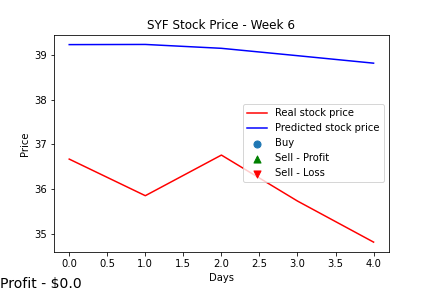 SYF Stock Price - Week 6
39
38
37
36
35
Price
Real stock price
Predicted stock price
Buy
Sell - Profit
Sell - Loss
0.0 0.5 1.0 1.5 2.0 2.5 3.0 3.5 4.0
Days
Profit - $0.0